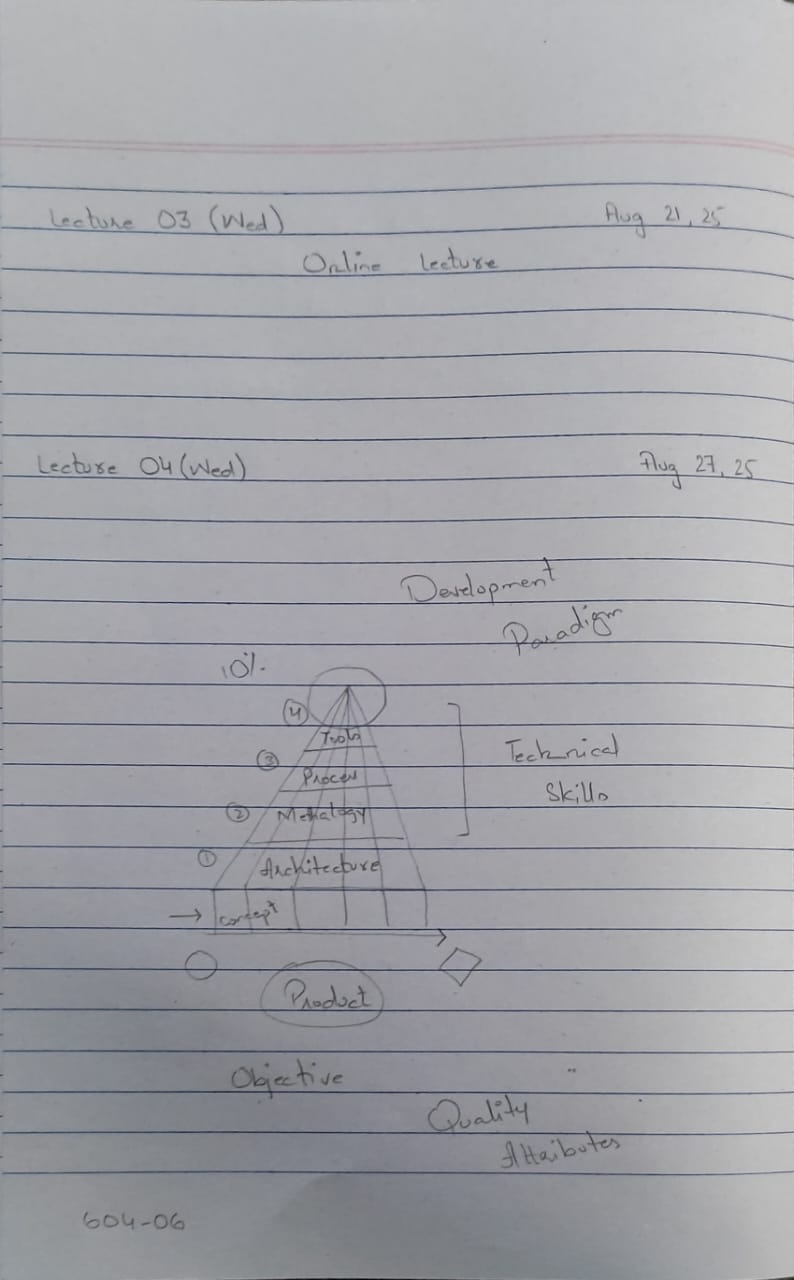 Lecture 03 (Wed) Aug 21, 25
Online Lecture
Lecture 04 (Wed) Aug 27, 25
Development
Paradigm
10%
4
Tools
3
Process
Technical
Skills
2
Methalogy
1
Architecture
concept
Product
Objective
Quality
Attributes
604-06